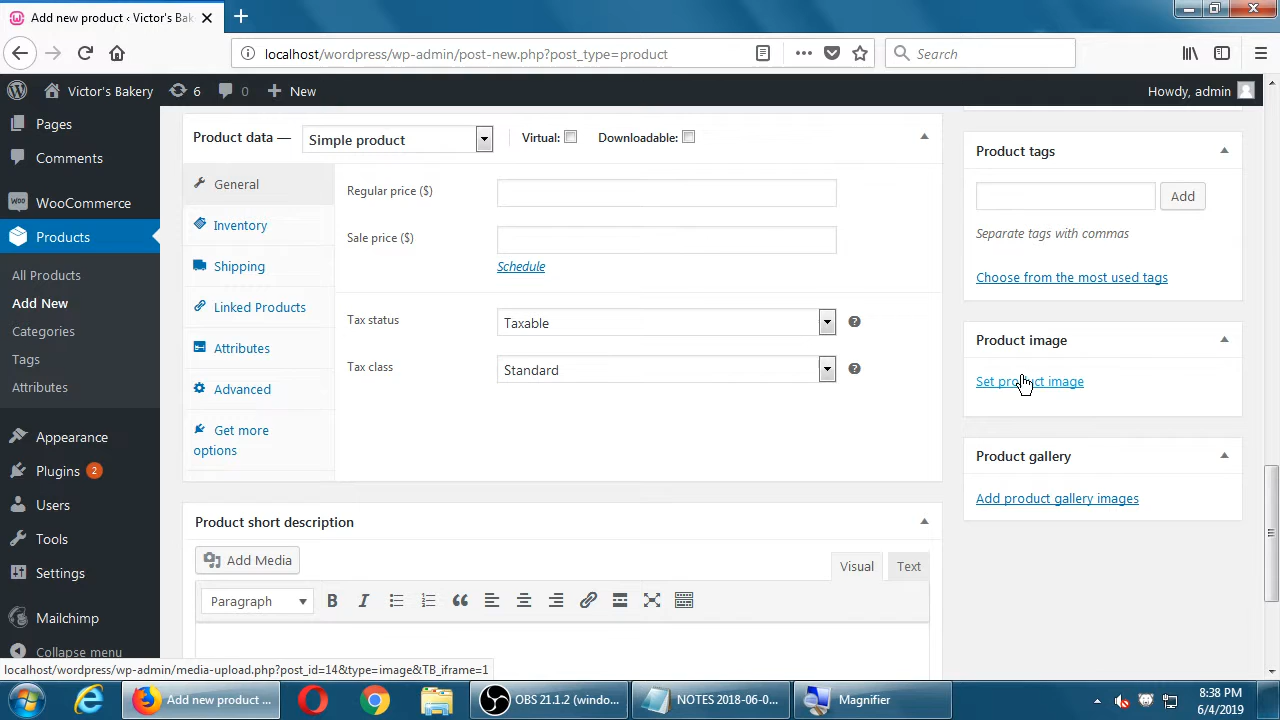 Add new product ‹ Victor's Bak
localhost/wordpress/wp-admin/post-new.php?post_type=product
Search
Victor's Bakery
6
0
New
Howdy, admin
Pages
Comments
WooCommerce
Products
All Products
Add New
Categories
Tags
Attributes
Appearance
Plugins 2
Users
Tools
Settings
Mailchimp
Collapse menu
Product data —
Simple product
Virtual:
Downloadable:
General
Inventory
Shipping
Linked Products
Attributes
Advanced
Get more
options
Regular price ($)
Sale price ($)
Schedule
Tax status
Taxable
Tax class
Standard
Product short description
Add Media
Visual
Text
Paragraph
Product tags
Add
Separate tags with commas
Choose from the most used tags
Product image
Set product image
Product gallery
Add product gallery images
localhost/wordpress/wp-admin/media-upload.php?post_id=14&type=image&TB_iframe=1
Add new product ...
OBS 21.1.2 (windo...
NOTES 2018-06-0...
Magnifier
8:38 PM
6/4/2019